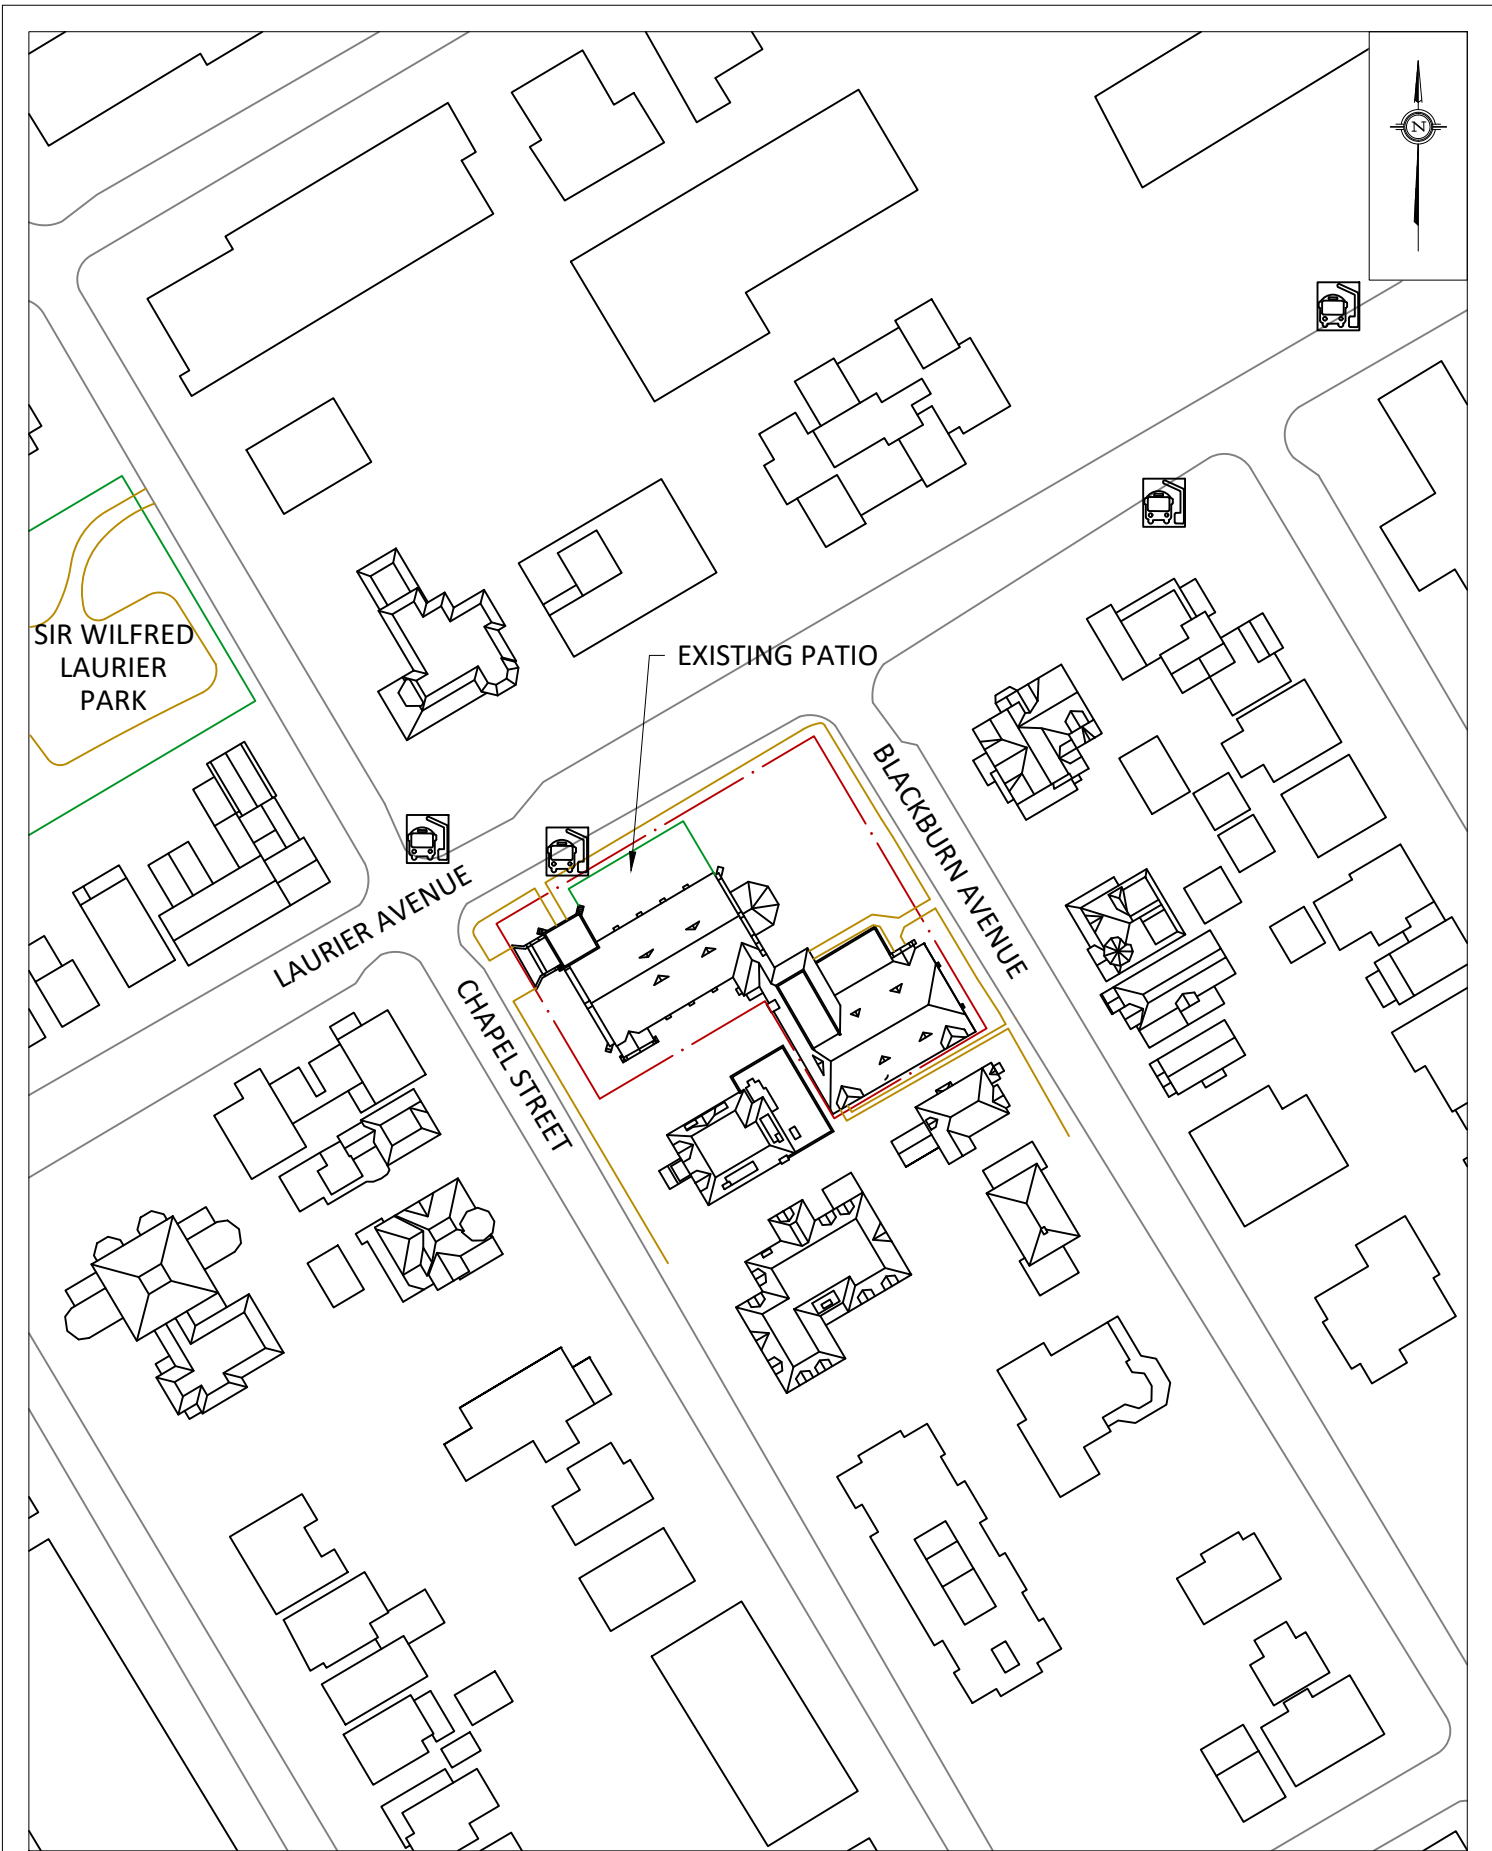 N
SIR WILFRED
LAURIER
PARK
EXISTING PATIO
BLACKBURN AVENUE
LAURIER AVENUE
CHAPEL STREET